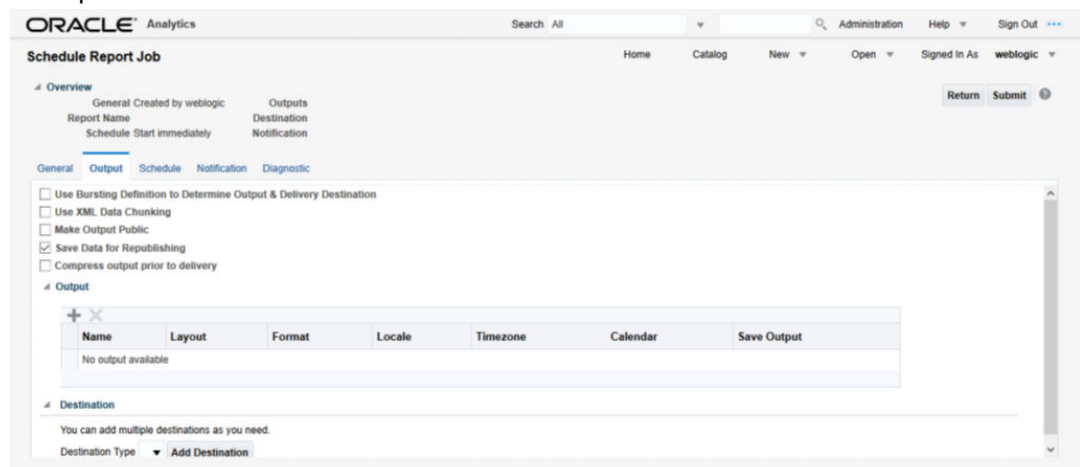 ORACLE Analytics Search All Administration Help Sign Out
Schedule Report Job Home Catalog New Open Signed In As weblogic
Overview
Return Submit
General Created by weblogic Outputs
Report Name Destination
Schedule Start immediately Notification
General Output Schedule Notification Diagnostic
Use Bursting Definition to Determine Output & Delivery Destination
Use XML Data Chunking
Make Output Public
Save Data for Republishing
Compress output prior to delivery
Output
Name Layout Format Locale Timezone Calendar Save Output
No output available
Destination
You can add multiple destinations as you need.
Destination Type Add Destination